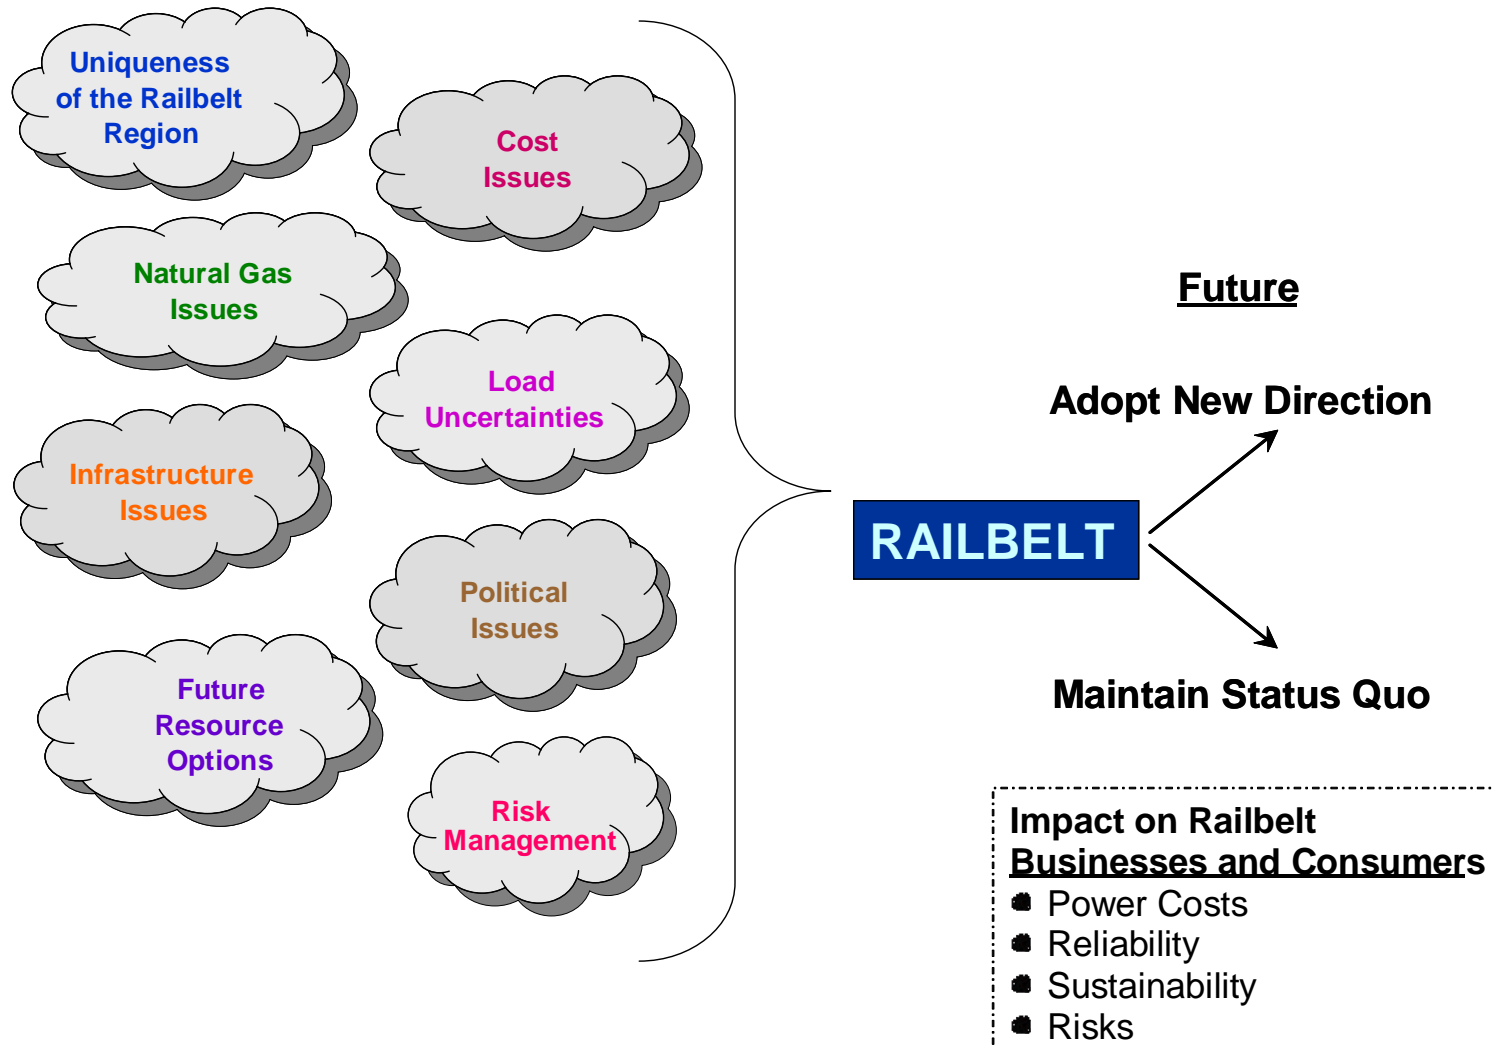 Uniqueness
of the Railbelt
Region
Cost
Issues
Natural Gas
Issues
Load
Uncertainties
Infrastructure
Issues
Political
Issues
Future
Resource
Options
Risk
Management
Future
Adopt New Direction
RAILBELT
Maintain Status Quo
Impact on Railbelt
Businesses and Consumers
Power Costs
Reliability
Sustainability
Risks